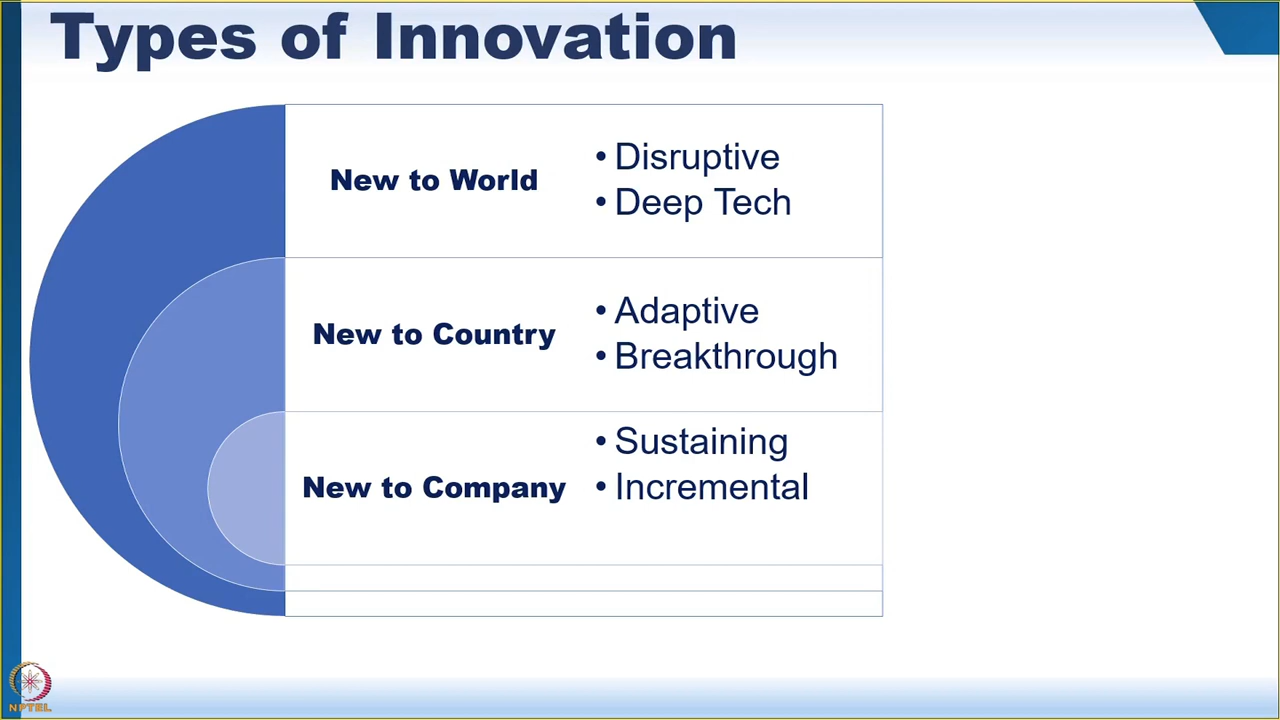 Types of Innovation
New to World
• Disruptive
• Deep Tech
New to Country
• Adaptive
• Breakthrough
New to Company
• Sustaining
• Incremental
NPTEL